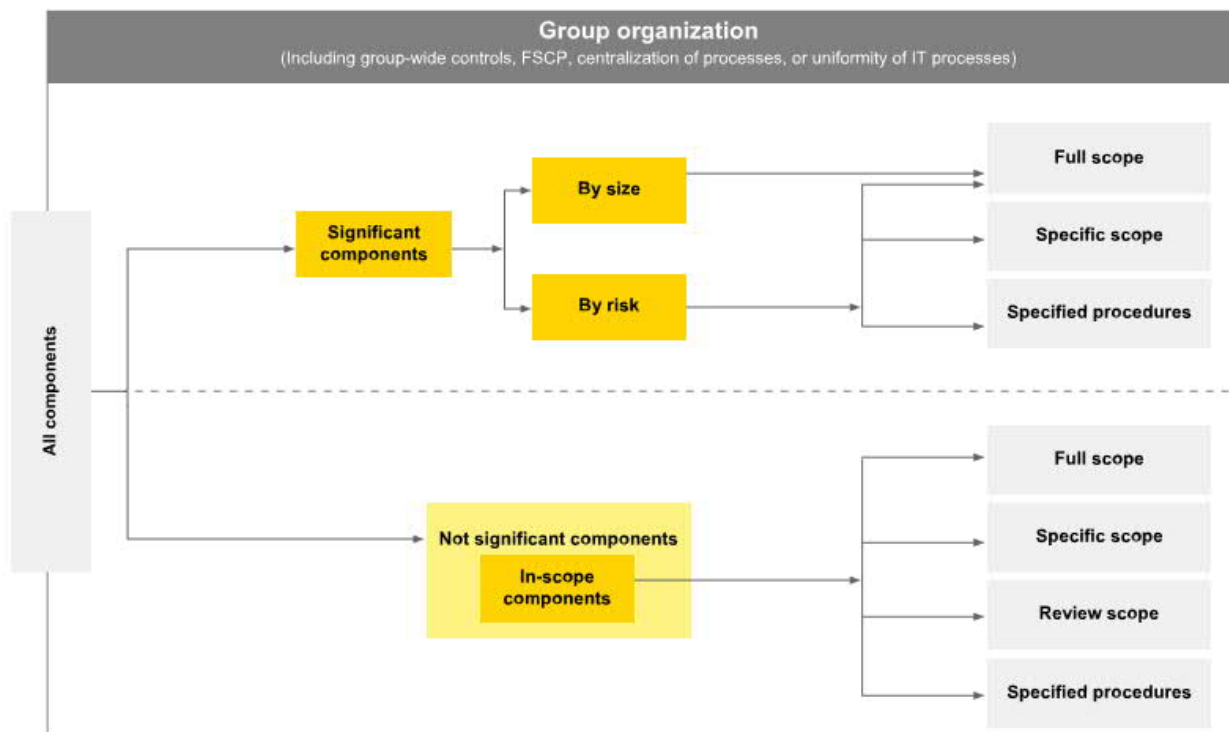 Group organization
(Including group-wide controls, FSCP, centralization of processes, or uniformity of IT processes)
All components
Significant
components
By size
By risk
Full scope
Specific scope
Specified procedures
Not significant components
In-scope
components
Full scope
Specific scope
Review scope
Specified procedures